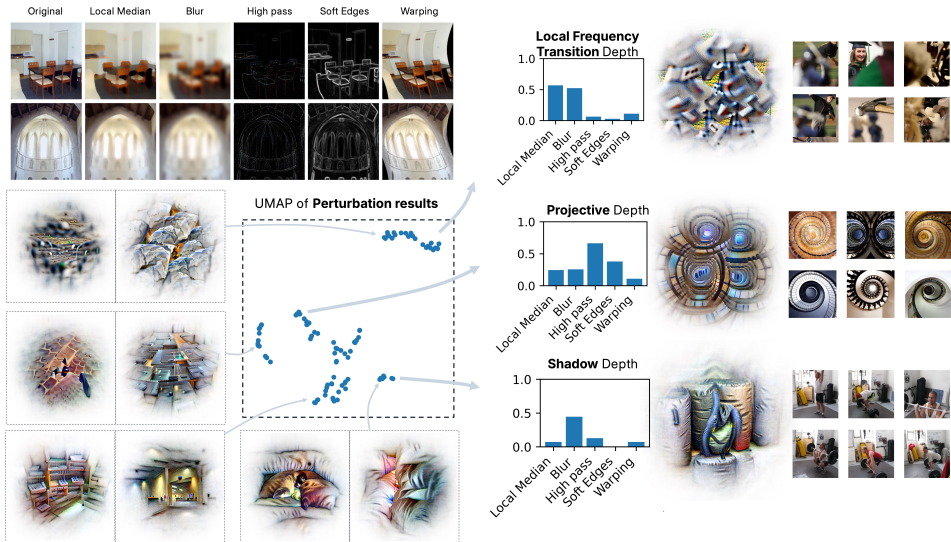 Original Local Median Blur High pass Soft Edges Warping
UMAP of Perturbation results
Local Frequency
Transition Depth
1.0
0.5
0.0
Local Median
Blur
High pass
Soft Edges
Warping
Projective Depth
1.0
0.5
0.0
Local Median
Blur
High pass
Soft Edges
Warping
Shadow Depth
1.0
0.5
0.0
Local Median
Blur
High pass
Soft Edges
Warping